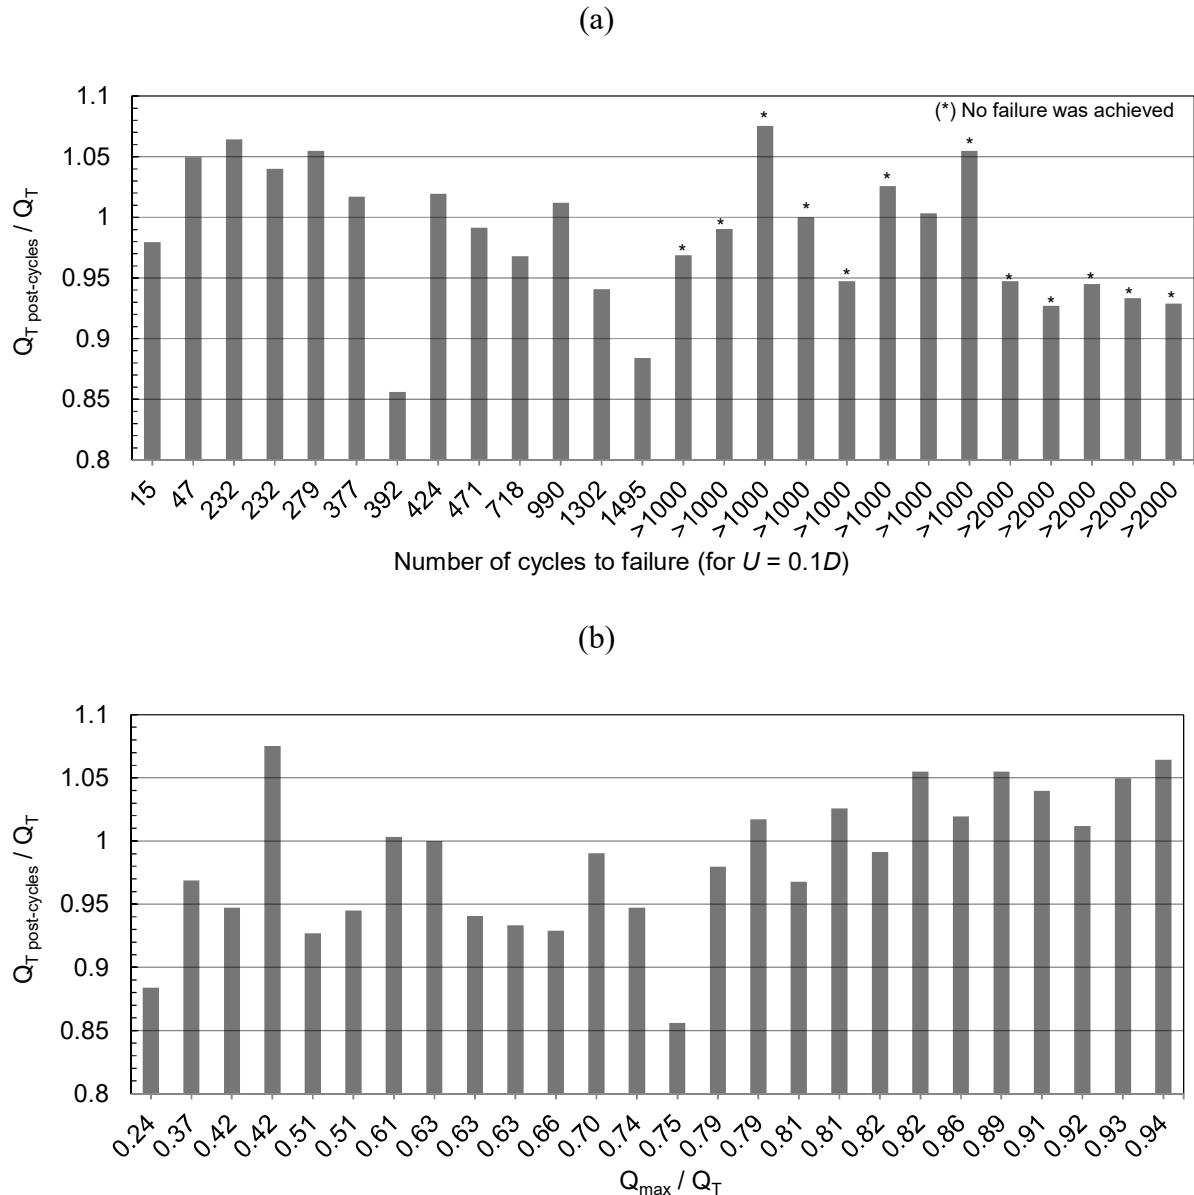 (a)
(*) No failure was achieved
1.1
1.05
1
0.95
0.9
0.85
0.8
Q_T post-cycles / Q_T
* * * * * * * * * * * *
15 47 232 232 279 377 392 424 471 718 990 1302 1495 >1000 >1000 >1000 >1000 >1000 >1000 >1000 >1000 >2000 >2000 >2000 >2000 >2000
Number of cycles to failure (for U = 0.1D)
(b)
1.1
1.05
1
0.95
0.9
0.85
0.8
Q_T post-cycles / Q_T
0.24 0.37 0.42 0.42 0.51 0.51 0.61 0.63 0.63 0.63 0.66 0.70 0.74 0.75 0.79 0.79 0.81 0.81 0.82 0.82 0.86 0.89 0.91 0.92 0.93 0.94
Q_max / Q_T